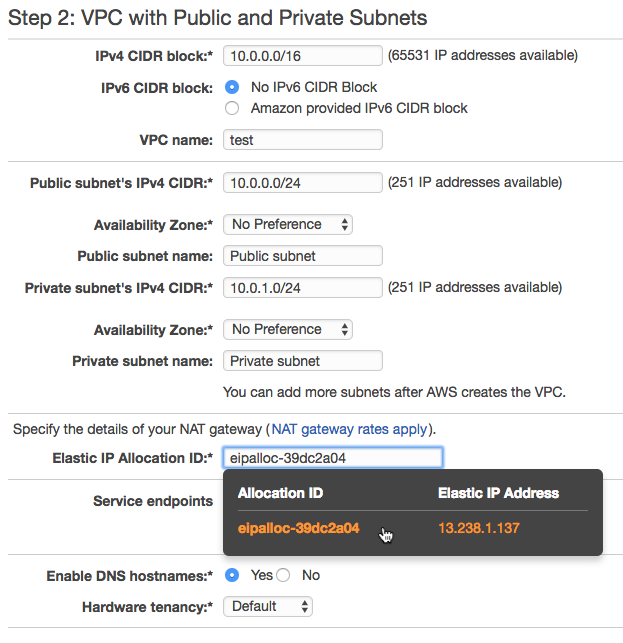 Step 2: VPC with Public and Private Subnets
IPv4 CIDR block:* 10.0.0.0/16 (65531 IP addresses available)
IPv6 CIDR block: No IPv6 CIDR Block
Amazon provided IPv6 CIDR block
VPC name: test
Public subnet's IPv4 CIDR:* 10.0.0.0/24 (251 IP addresses available)
Availability Zone:* No Preference
Public subnet name: Public subnet
Private subnet's IPv4 CIDR:* 10.0.1.0/24 (251 IP addresses available)
Availability Zone:* No Preference
Private subnet name: Private subnet
You can add more subnets after AWS creates the VPC.
Specify the details of your NAT gateway (NAT gateway rates apply).
Elastic IP Allocation ID:* eipalloc-39dc2a04
Allocation ID Elastic IP Address
Service endpoints
eipalloc-39dc2a04 13.238.1.137
Enable DNS hostnames:* Yes No
Hardware tenancy:* Default